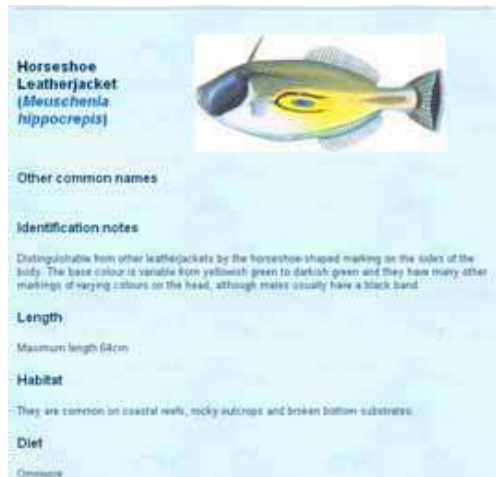 Horseshoe
Leatherjacket
(Meuschenia
hippocrepis)
Other common names
Identification notes
Distinguishable from other leatherjackets by the horseshoe-shaped marking on the sides of the
body. The base colour is variable from yellowish green to darkish green and they have many other
markings of varying colours on the head, although males usually have a black band.
Length
Maximum length 64cm
Habitat
They are common on coastal reefs, rocky outcrops and broken bottom substrates.
Diet
Omnivore